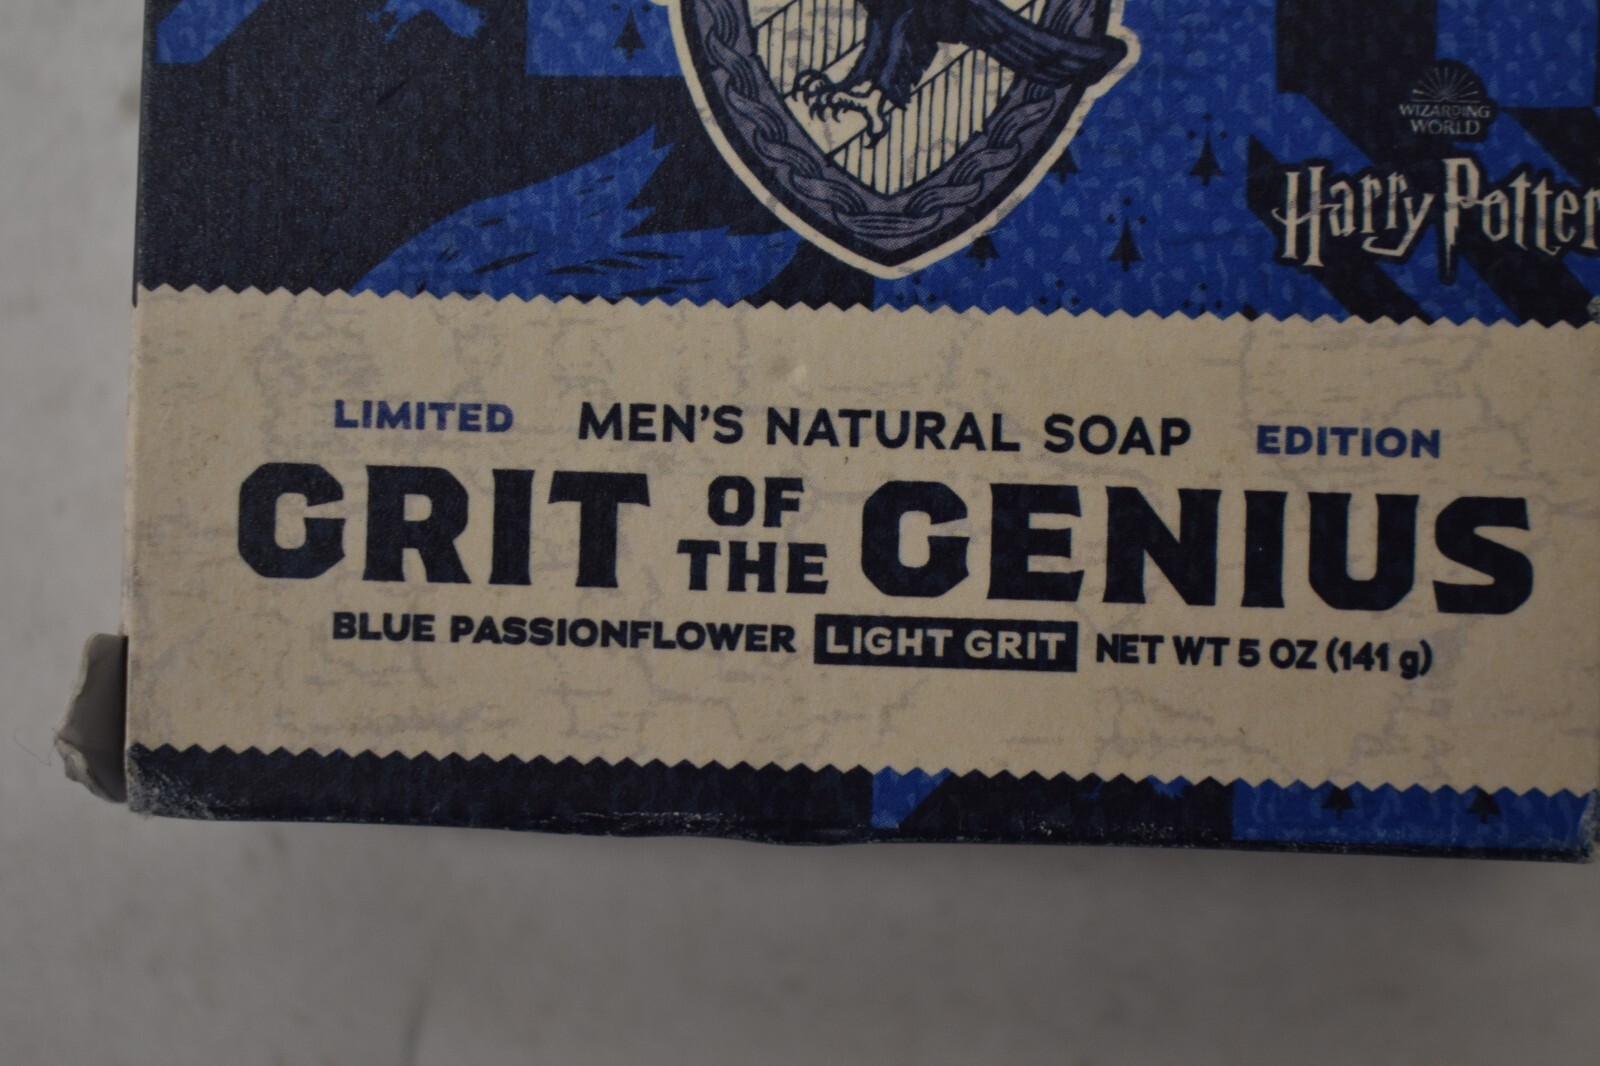 WIZARDING
WORLD
Harry Potter
LIMITED MEN'S NATURAL SOAP EDITION
GRIT OF THE GENIUS
BLUE PASSIONFLOWER LIGHT GRIT NET WT 5 OZ (141 g)